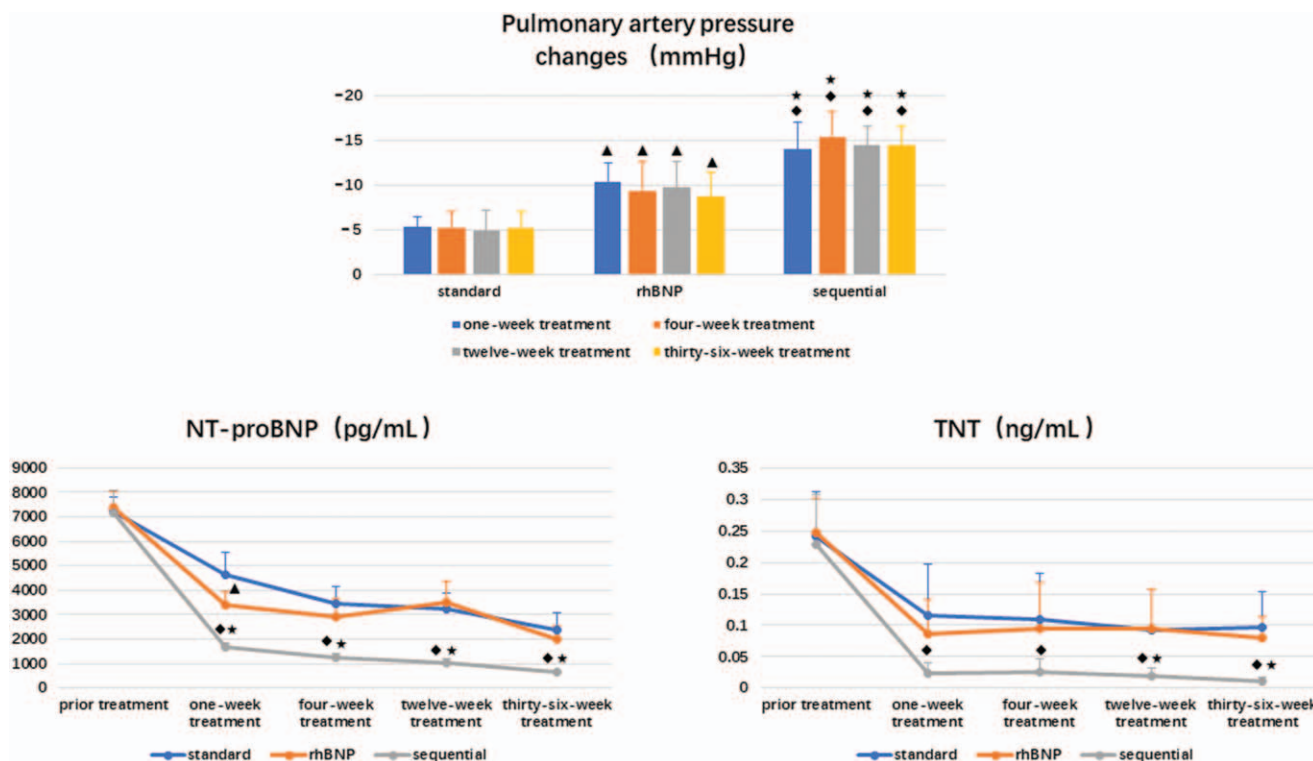 Pulmonary artery pressure
changes （mmHg）
−20
−15
−10
−5
0
standard rhBNP sequential
one-week treatment four-week treatment
twelve-week treatment thirty-six-week treatment
NT-proBNP（pg/mL）
9000
8000
7000
6000
5000
4000
3000
2000
1000
0
prior treatment one-week four-week twelve-week thirty-six-week
treatment treatment treatment treatment
standard rhBNP sequential
TNT（ng/mL）
0.35
0.3
0.25
0.2
0.15
0.1
0.05
0
prior treatment one-week four-week twelve-week thirty-six-week
treatment treatment treatment treatment
standard rhBNP sequential